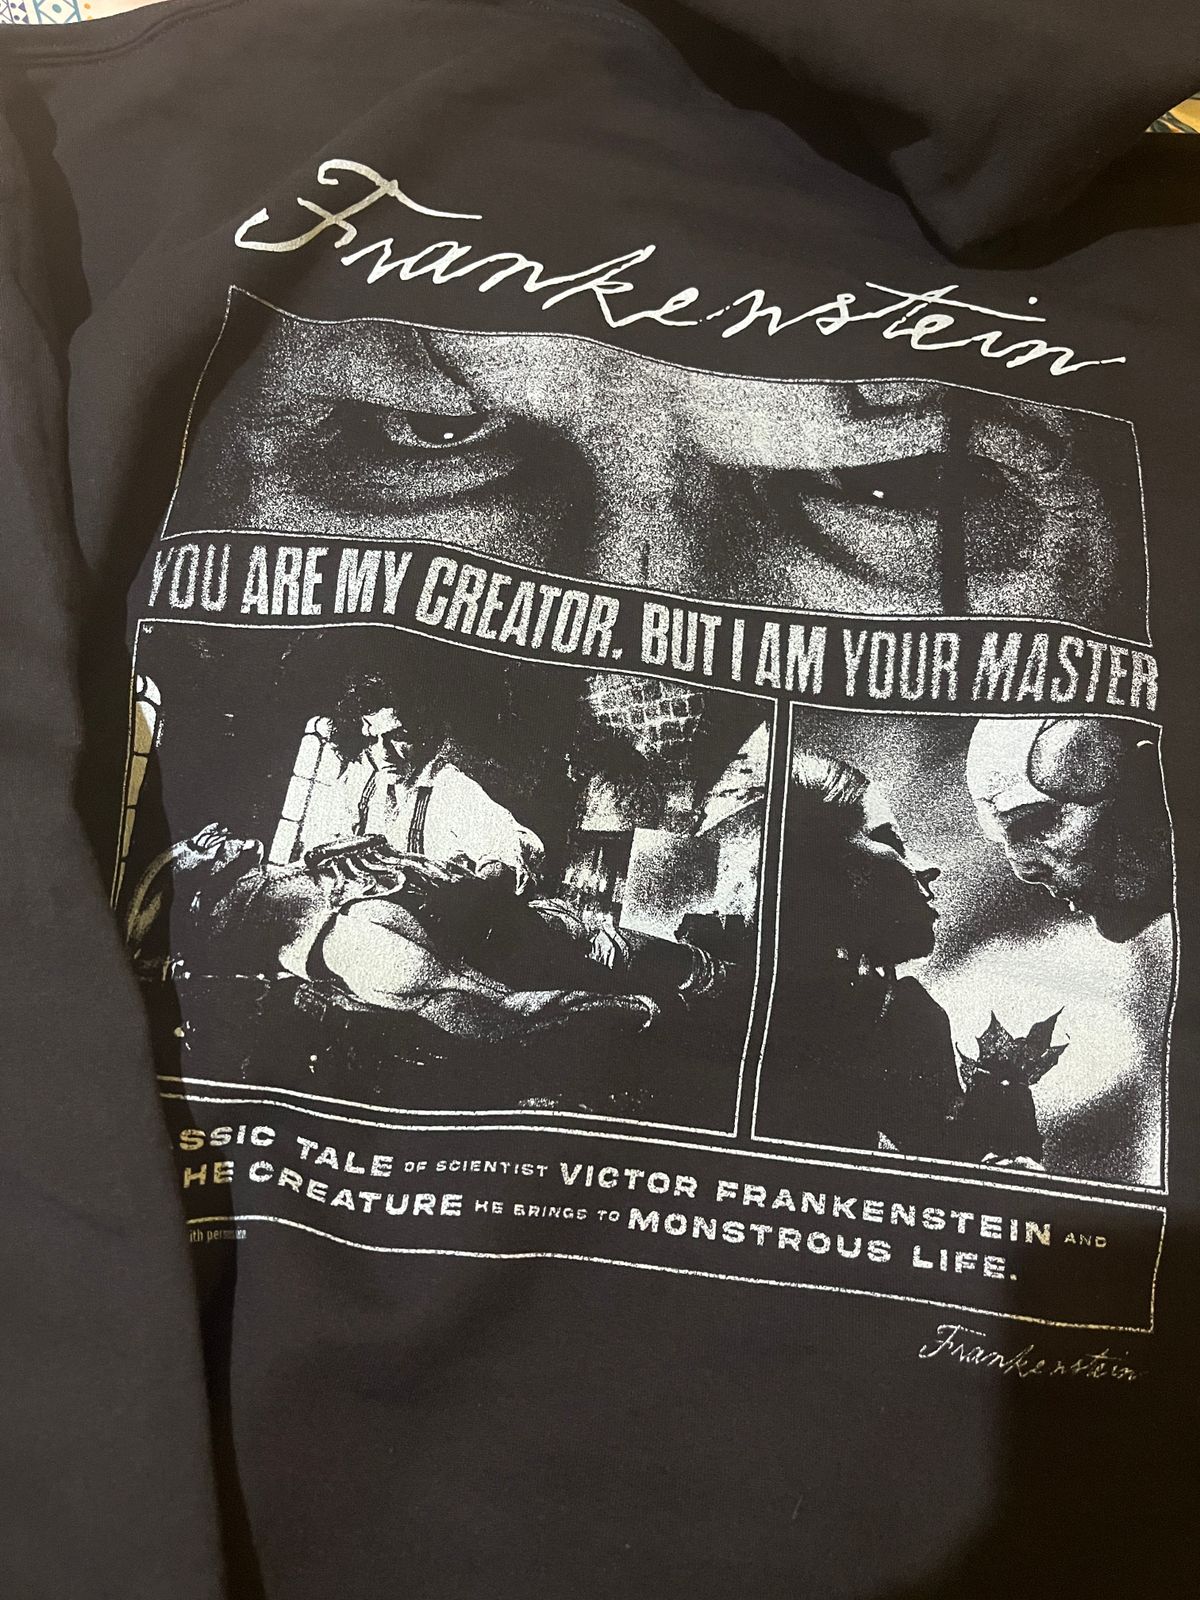 Frankenstein
YOU ARE MY CREATOR, BUT I AM YOUR MASTER
SSIC TALE OF SCIENTIST VICTOR FRANKENSTEIN AND
HE CREATURE HE BRINGS TO MONSTROUS LIFE.
ith
Frankenstein